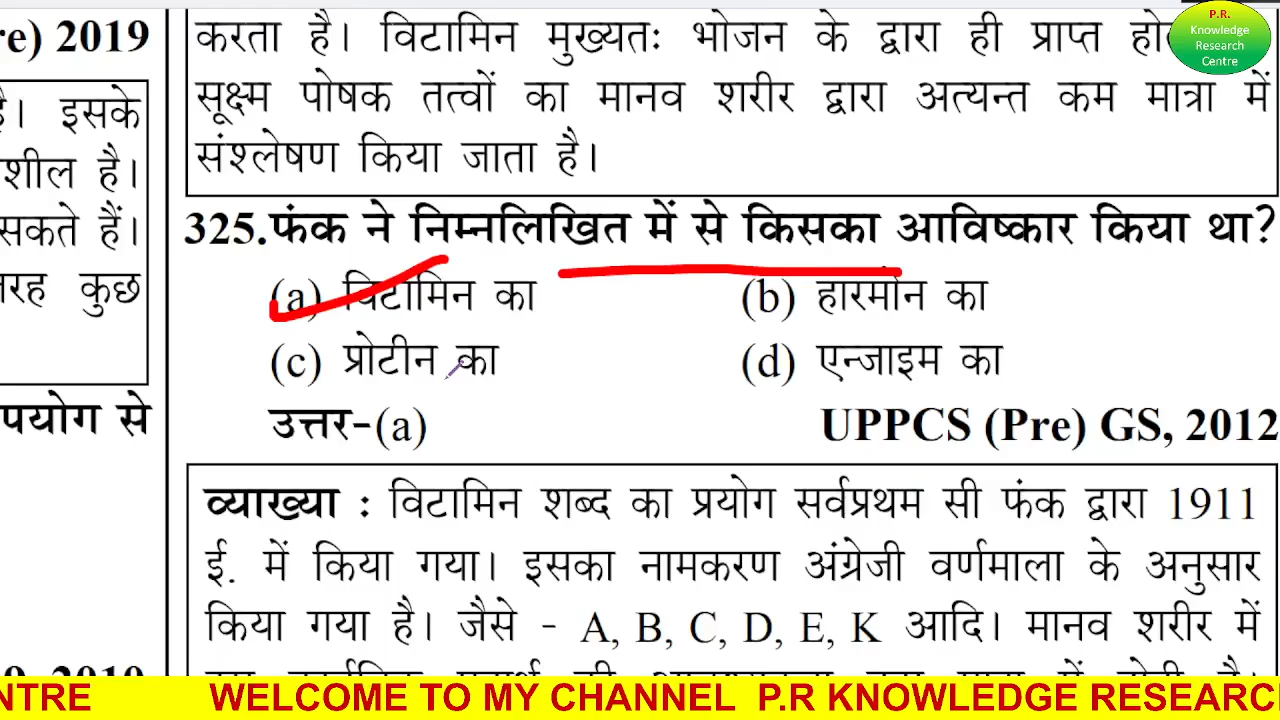 re) 2019
है। इसके
शील है।
सकते हैं।
तरह कुछ
पयोग से
करता है। विटामिन मुख्यतः भोजन के द्वारा ही प्राप्त
सूक्ष्म पोषक तत्वों का मानव शरीर द्वारा अत्यन्त कम मात्रा में
संश्लेषण किया जाता है।
325. फंक ने निम्नलिखित में से किसका आविष्कार किया था?
(a) विटामिन का (b) हारमोन का
(c) प्रोटीन का (d) एन्जाइम का
उत्तर-(a) UPPCS (Pre) GS, 2012
व्याख्या : विटामिन शब्द का प्रयोग सर्वप्रथम सी फंक द्वारा 1911
ई. में किया गया। इसका नामकरण अंग्रेजी वर्णमाला के अनुसार
किया गया है। जैसे - A, B, C, D, E, K आदि। मानव शरीर में
P.R.
Knowledge
Research
Centre
NTRE WELCOME TO MY CHANNEL P.R KNOWLEDGE RESEARC